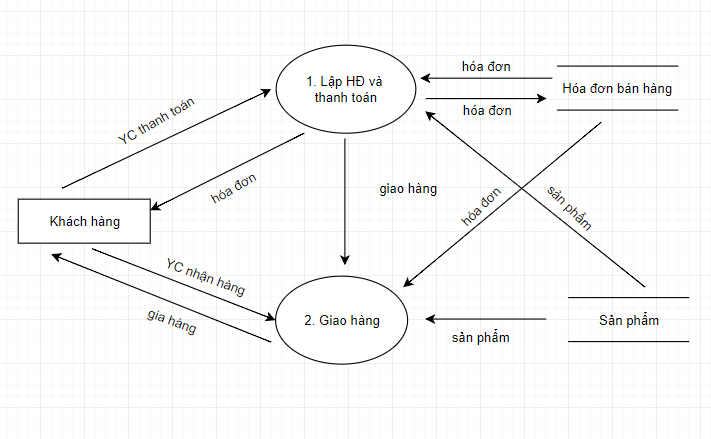 hóa đơn
1. Lập HĐ và
thanh toán
Hóa đơn bán hàng
hóa đơn
YC thanh toán
hóa đơn
giao hàng
hóa đơn
sản phẩm
Khách hàng
YC nhận hàng
gia hàng
2. Giao hàng
sản phẩm
Sản phẩm